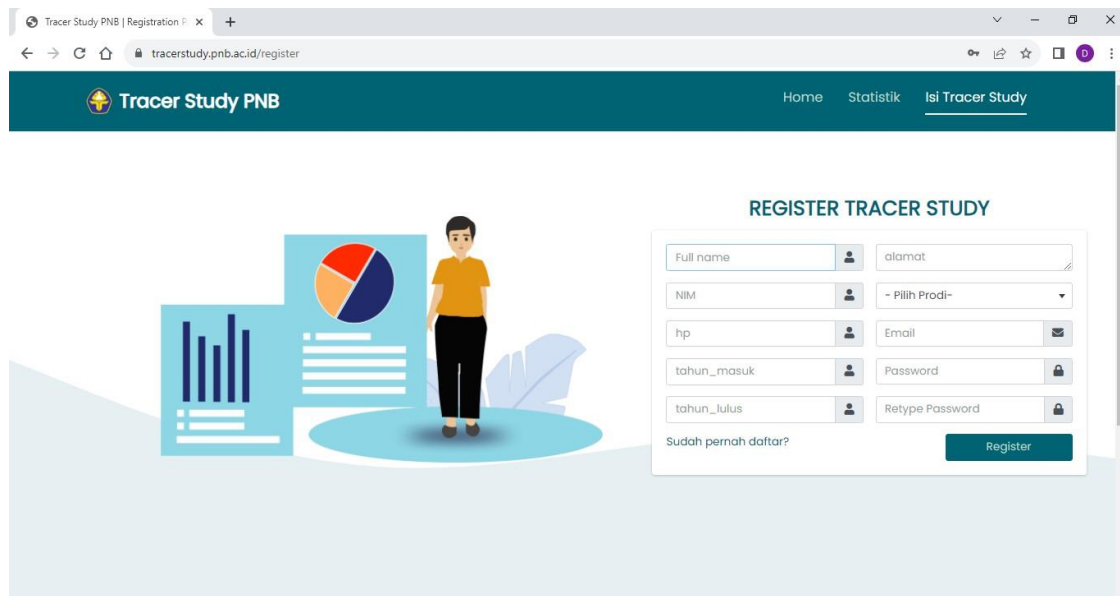 Tracer Study PNB | Registration P
tracerstudy.pnb.ac.id/register
D
Tracer Study PNB
Home Statistik Isi Tracer Study
REGISTER TRACER STUDY
Full name alamat
NIM - Pilih Prodi-
hp Email
tahun_masuk Password
tahun_lulus Retype Password
Sudah pernah daftar? Register